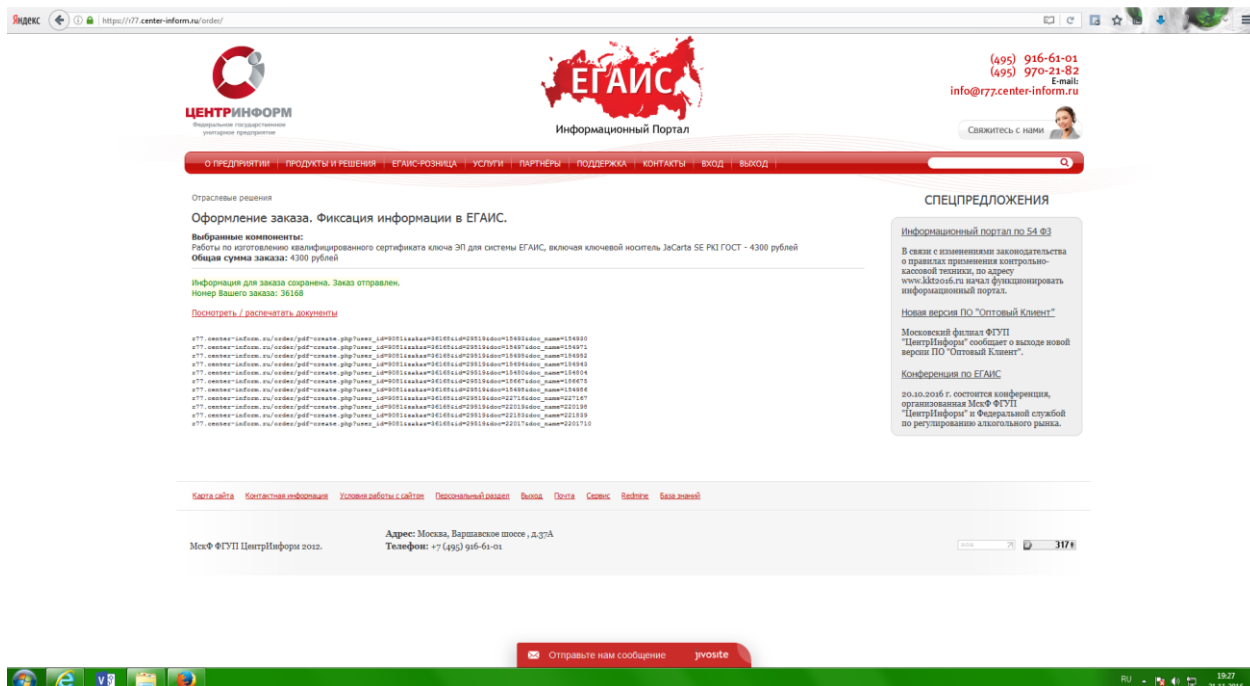 Яндекс
https://r77.center-inform.ru/order/
ЦЕНТРИНФОРМ
Федеральное государственное
унитарное предприятие
ЕГАИС
Информационный Портал
(495) 916-61-01
(495) 970-21-82
E-mail:
info@r77.center-inform.ru
Свяжитесь с нами
О ПРЕДПРИЯТИИ ПРОДУКТЫ И РЕШЕНИЯ ЕГАИС-РОЗНИЦА УСЛУГИ ПАРТНЁРЫ ПОДДЕРЖКА КОНТАКТЫ ВХОД ВЫХОД
Отраслевые решения
Оформление заказа. Фиксация информации в ЕГАИС.
Выбранные компоненты:
Работы по изготовлению квалифицированного сертификата ключа ЭП для системы ЕГАИС, включая ключевой носитель JaCarta SE PKI ГОСТ - 4300 рублей
Общая сумма заказа: 4300 рублей
Информация для заказа сохранена. Заказ отправлен.
Номер Вашего заказа: 36168
Посмотреть / распечатать документы
СПЕЦПРЕДЛОЖЕНИЯ
Информационный портал по 54 ФЗ
В связи с изменениями законодательства
о правилах применения контрольно-
кассовой техники, по адресу
www.kkt2016.ru начал функционировать
информационный портал.
Новая версия ПО "Оптовый Клиент"
Московский филиал ФГУП
"ЦентрИнформ" сообщает о выходе новой
версии ПО "Оптовый Клиент".
Конференция по ЕГАИС
20.10.2016 г. состоится конференция,
организованная МскФ ФГУП
"ЦентрИнформ" и Федеральной службой
по регулированию алкогольного рынка.
Карта сайта Контактная информация Условия работы с сайтом Персональный раздел Выход Почта Сервис Redmine База знаний
МскФ ФГУП ЦентрИнформ 2012.
Адрес: Москва, Варшавское шоссе , д.37А
Телефон: +7 (495) 916-61-01
317
Отправьте нам сообщение jivosite
RU
19:27